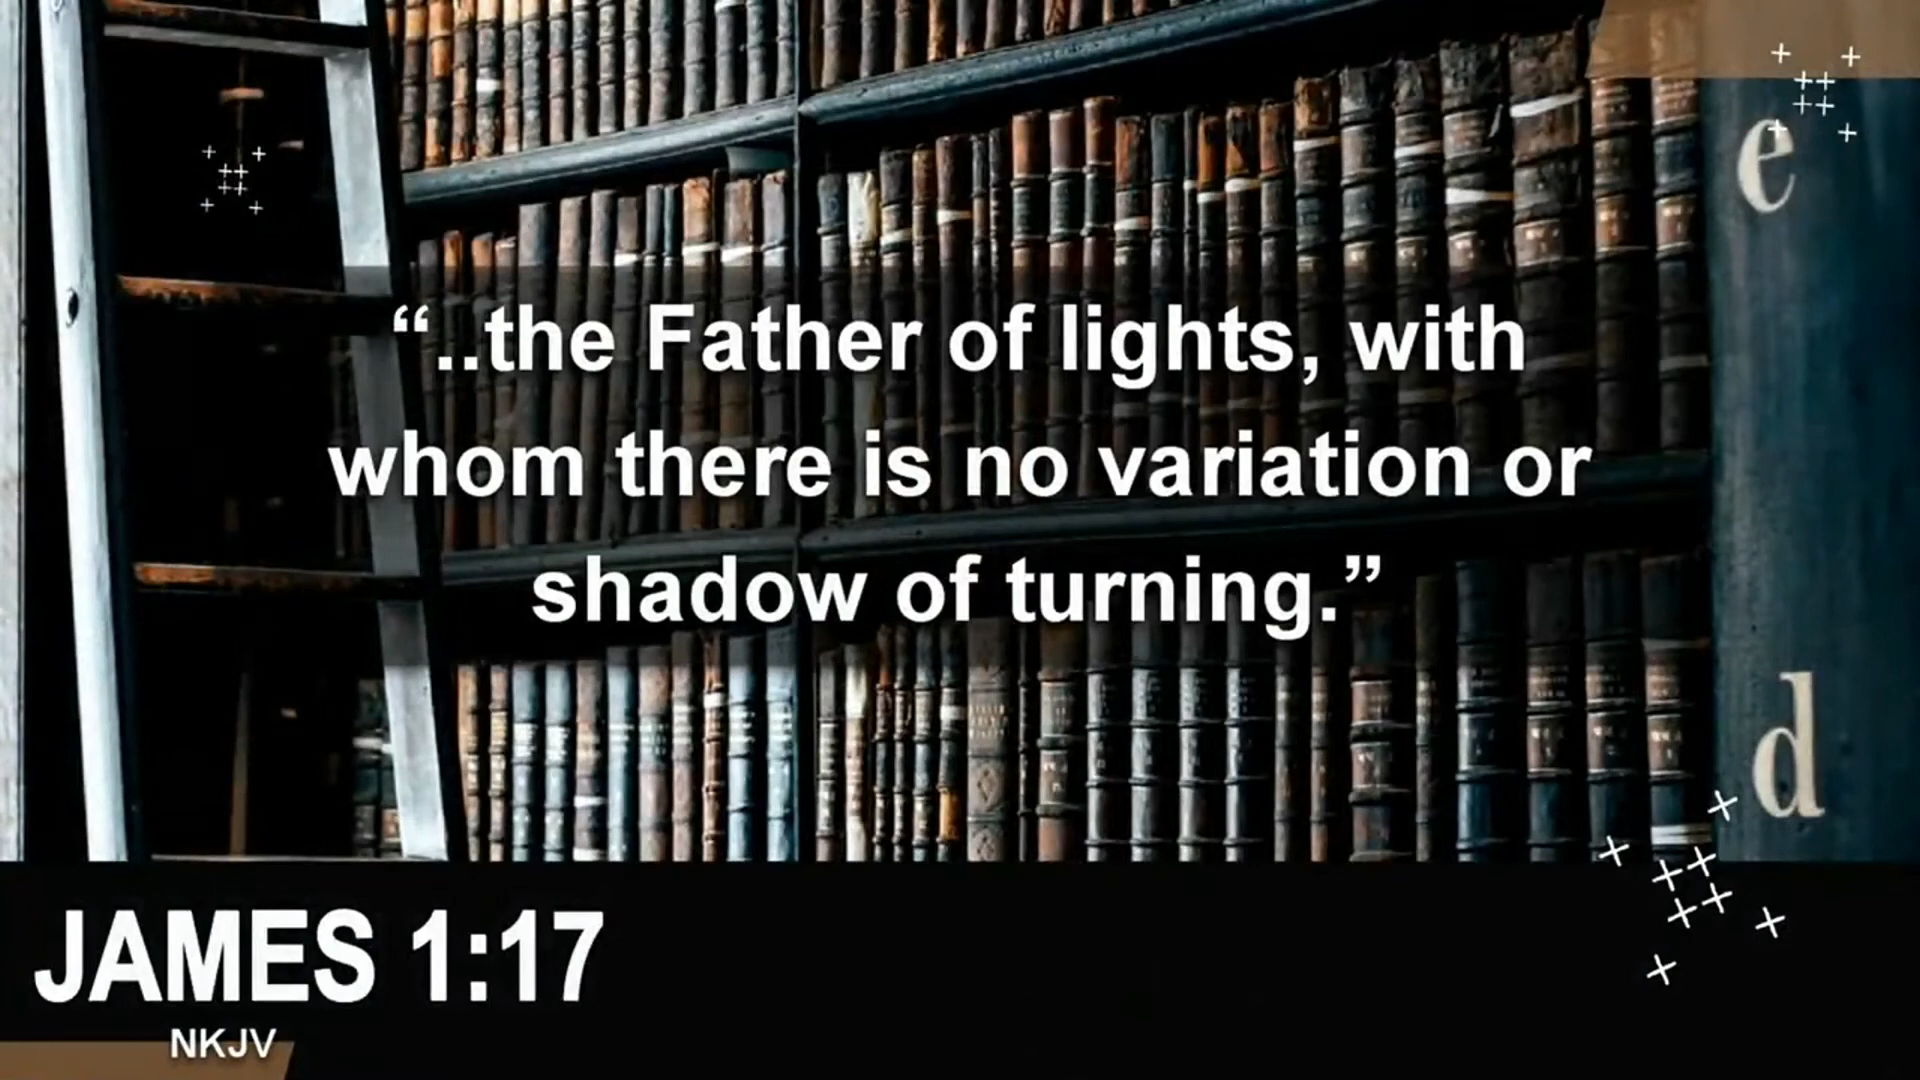 “..the Father of lights, with
whom there is no variation or
shadow of turning.”
e
d
JAMES 1:17
NKJV